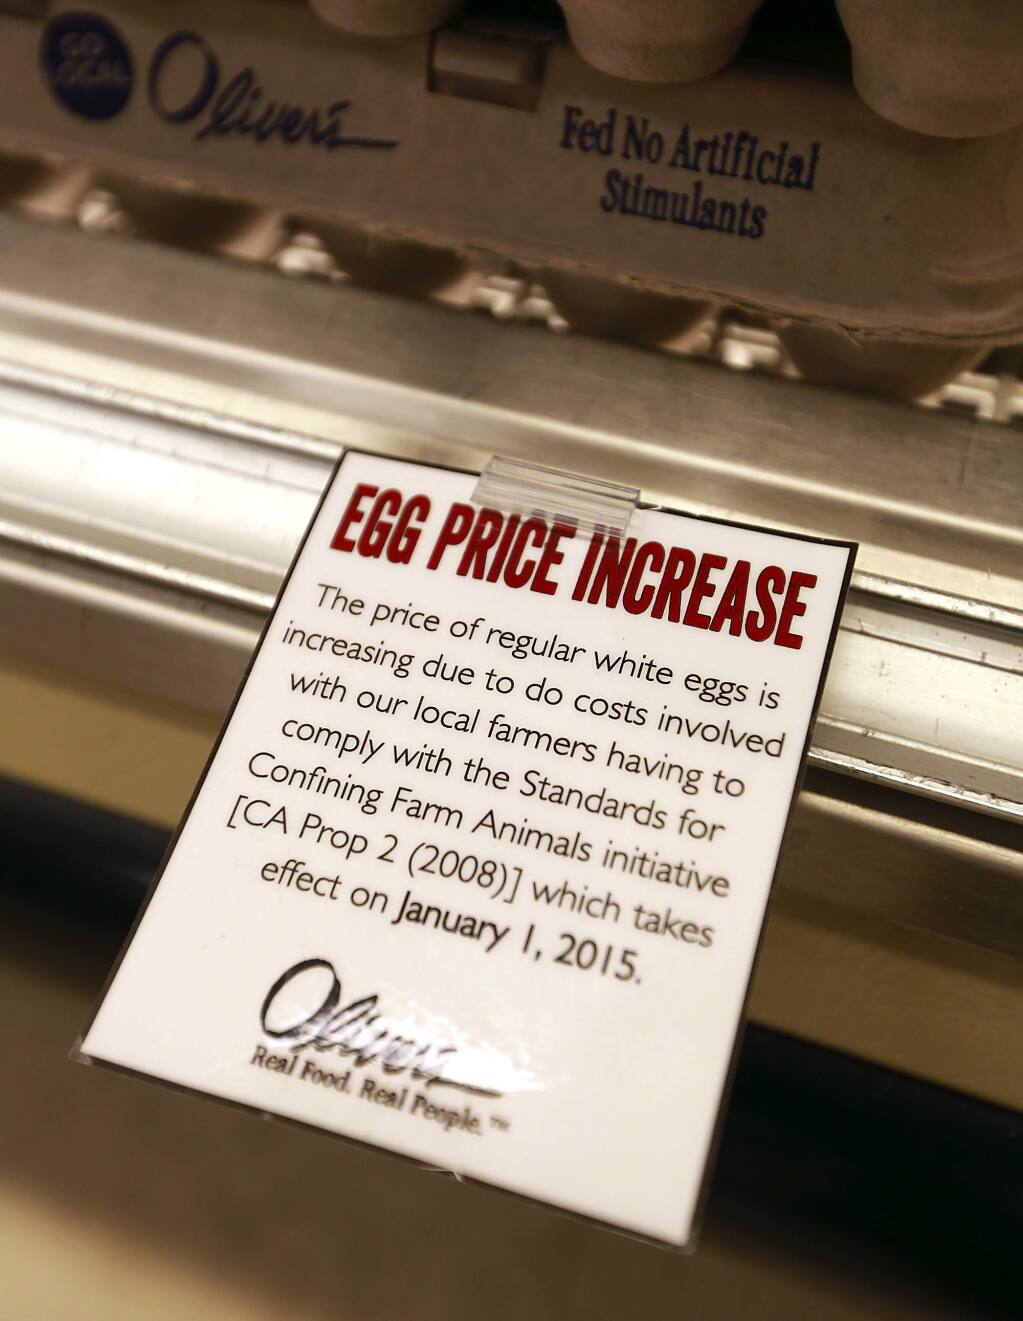 GO
LOCAL
Oliver's
Fed No Artificial
Stimulants
EGG PRICE INCREASE
The price of regular white eggs is
increasing due to do costs involved
with our local farmers having to
comply with the Standards for
Confining Farm Animals initiative
[CA Prop 2 (2008)] which takes
effect on January 1, 2015.
Oliver's
Real Food. Real People.™